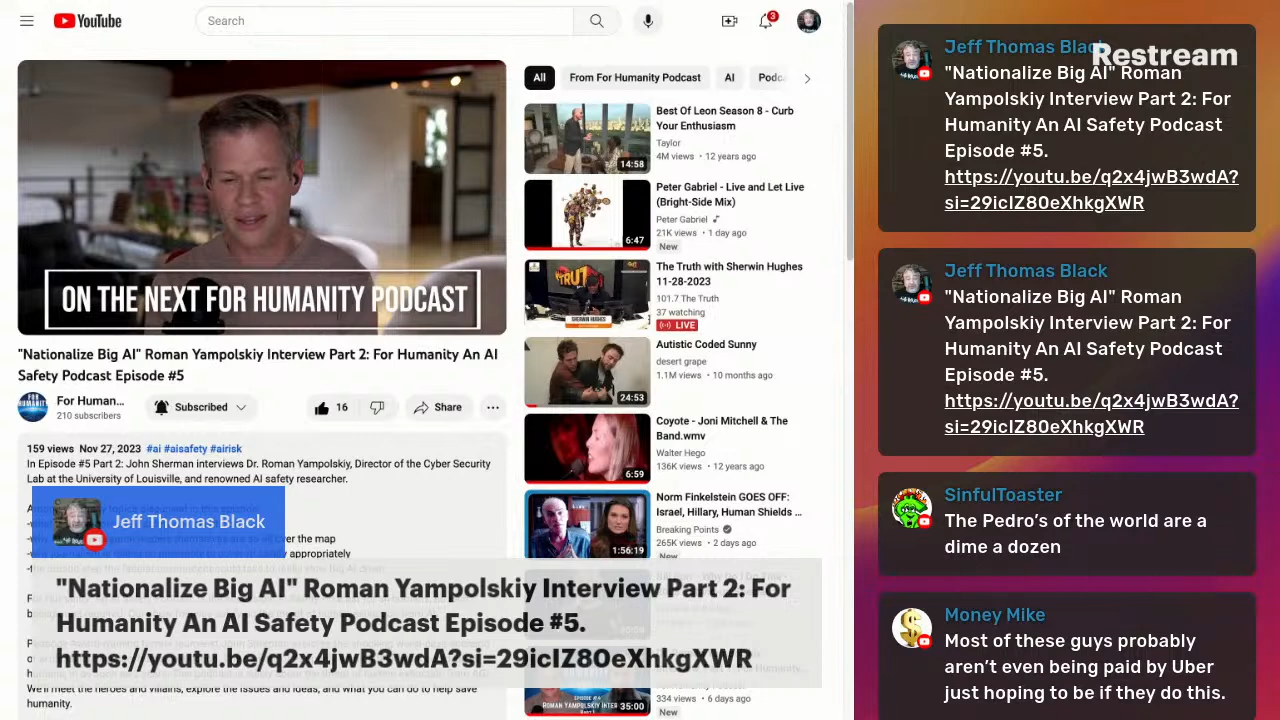 YouTube
Search
3
ON THE NEXT FOR HUMANITY PODCAST
"Nationalize Big AI" Roman Yampolskiy Interview Part 2: For Humanity An AI
Safety Podcast Episode #5
For Human...
210 subscribers
Subscribed
16
Share
159 views Nov 27, 2023 #ai #aisafety #airisk
In Episode #5 Part 2: John Sherman interviews Dr. Roman Yampolskiy, Director of the Cyber Security
Lab at the University of Louisville, and renowned AI safety researcher.
over the map
appropriately
We'll meet the heroes and villains, explore the issues and ideas, and what you can do to help save
humanity.
Jeff Thomas Black
"Nationalize Big AI" Roman Yampolskiy Interview Part 2: For
Humanity An AI Safety Podcast Episode #5.
https://youtu.be/q2x4jwB3wdA?si=29icIZ80eXhkgXWR
All
From For Humanity Podcast
AI
Podc
14:58
Best Of Leon Season 8 - Curb
Your Enthusiasm
Taylor
4M views • 12 years ago
6:47
Peter Gabriel - Live and Let Live
(Bright-Side Mix)
Peter Gabriel
21K views • 1 day ago
New
SHERWIN HUGHES
The Truth with Sherwin Hughes
11-28-2023
101.7 The Truth
37 watching
LIVE
24:53
Autistic Coded Sunny
desert grape
1.1M views • 10 months ago
6:59
Coyote - Joni Mitchell & The
Band.wmv
Walter Hego
136K views • 12 years ago
1:56:19
Norm Finkelstein GOES OFF:
Israel, Hillary, Human Shields ...
Breaking Points
265K views • 2 days ago
New
EPISODE #4
ROMAN YAMPOLSKIY INTER
35:00
334 views • 6 days ago
New
Restream
Jeff Thomas Black
"Nationalize Big AI" Roman
Yampolskiy Interview Part 2: For
Humanity An AI Safety Podcast
Episode #5.
https://youtu.be/q2x4jwB3wdA?
si=29icIZ80eXhkgXWR
Jeff Thomas Black
"Nationalize Big AI" Roman
Yampolskiy Interview Part 2: For
Humanity An AI Safety Podcast
Episode #5.
https://youtu.be/q2x4jwB3wdA?
si=29icIZ80eXhkgXWR
SinfulToaster
The Pedro's of the world are a
dime a dozen
Money Mike
Most of these guys probably
aren't even being paid by Uber
just hoping to be if they do this.